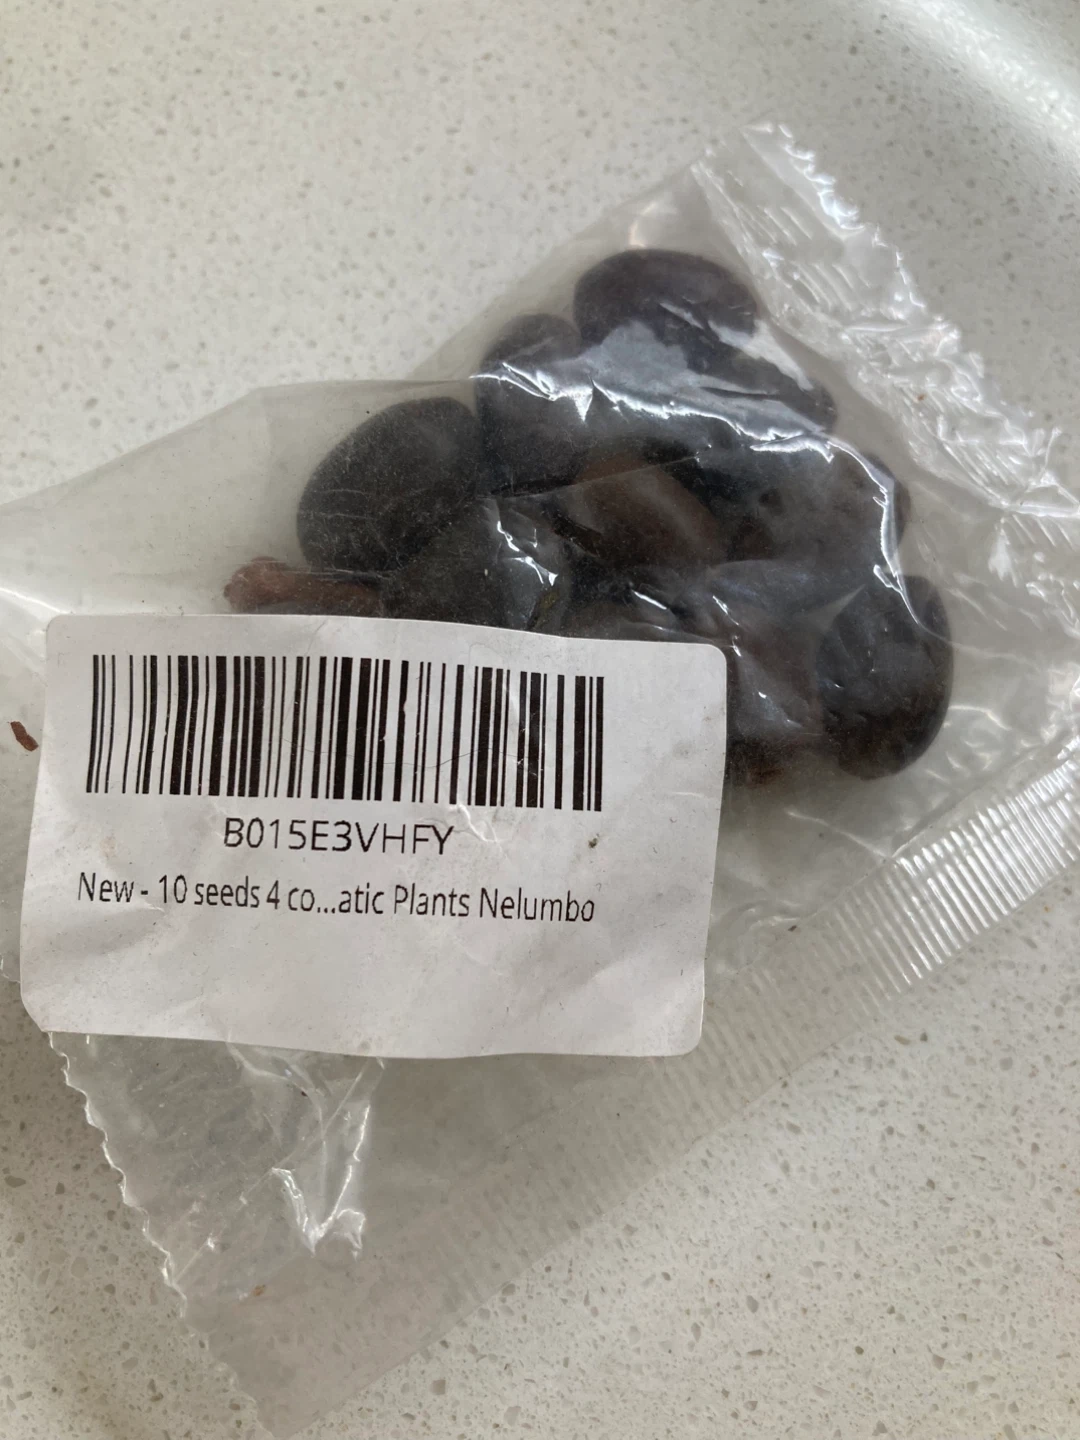 B015E3VHFY
New - 10 seeds 4 co...atic Plants Nelumbo